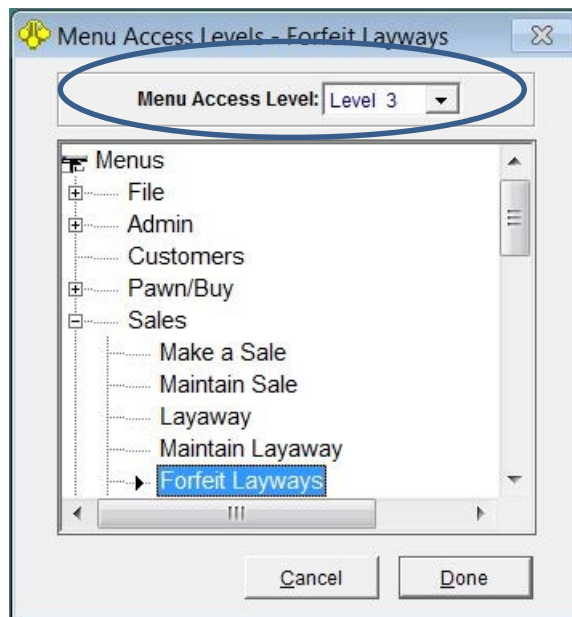 Menu Access Levels - Forfeit Layways
Menu Access Level: Level 3
Menus
File
Admin
Customers
Pawn/Buy
Sales
Make a Sale
Maintain Sale
Layaway
Maintain Layaway
Forfeit Layways
Cancel Done